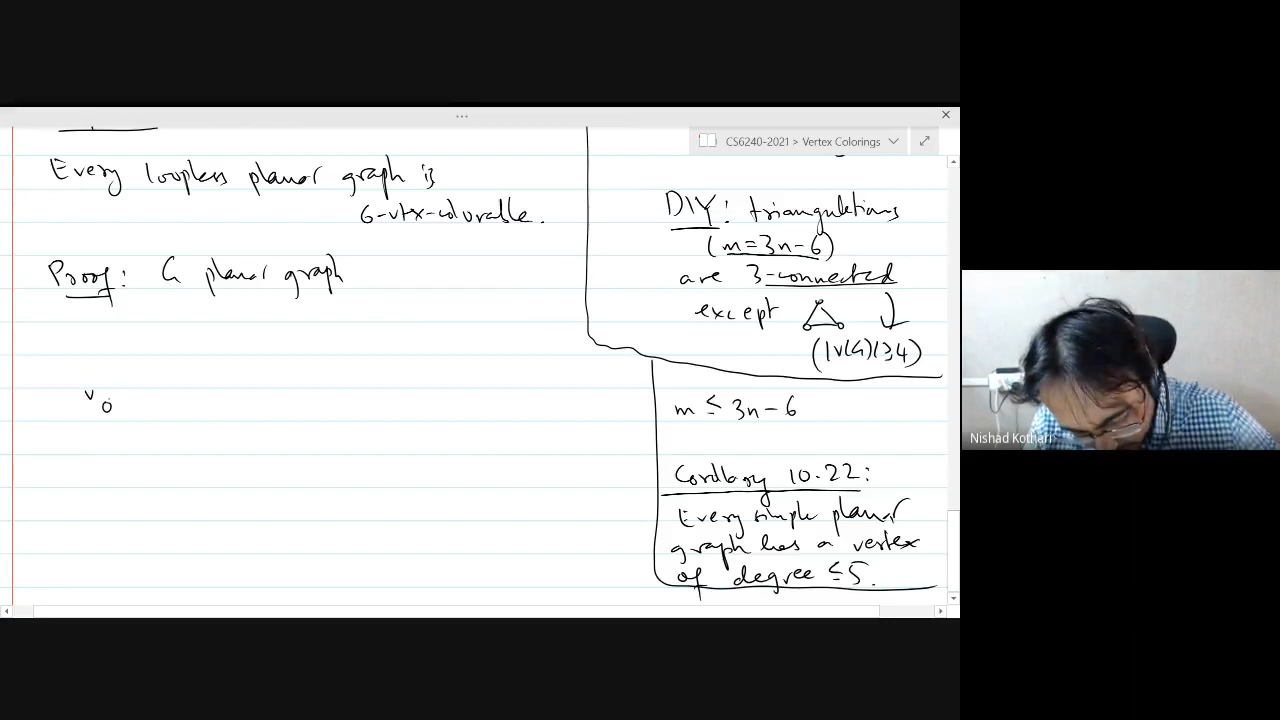 CS6240-2021 > Vertex Colorings
Every loopless planar graph is
6-vtx-colourable.
Proof: G planar graph
v
DIY: triangulations
(m=3n-6)
are 3-connected
except
(|V(G)|≥4)
m ≤ 3n-6
Corollary 10.22:
Every simple planar
graph has a vertex
of degree ≤5.
Nishad Kothari